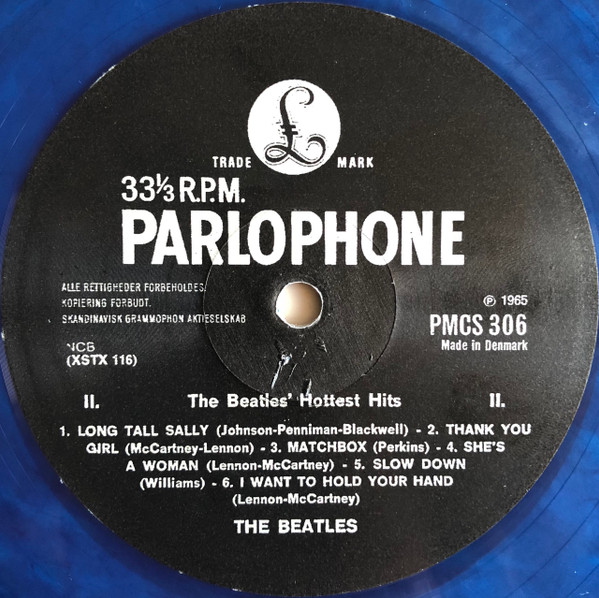 £
TRADE MARK
33⅓ R.P.M.
PARLOPHONE
ALLE RETTIGHEDER FORBEHOLDES.
KOPIERING FORBUDT.
SKANDINAVISK GRAMMOPHON AKTIESELSKAB
℗ 1965
PMCS 306
Made in Denmark
NCB
(XSTX 116)
II. The Beatles' Hottest Hits II.
1. LONG TALL SALLY (Johnson-Penniman-Blackwell) - 2. THANK YOU
GIRL (McCartney-Lennon) - 3. MATCHBOX (Perkins) - 4. SHE'S
A WOMAN (Lennon-McCartney) - 5. SLOW DOWN
(Williams) - 6. I WANT TO HOLD YOUR HAND
(Lennon-McCartney)
THE BEATLES